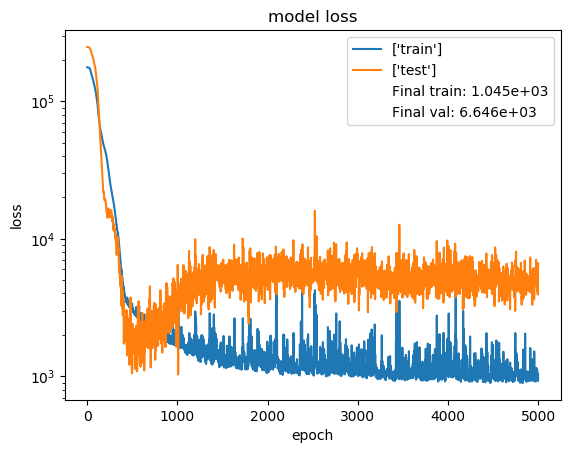 model loss
['train']
['test']
Final train: 1.045e+03
Final val: 6.646e+03
10^5
10^4
10^3
loss
0 1000 2000 3000 4000 5000
epoch